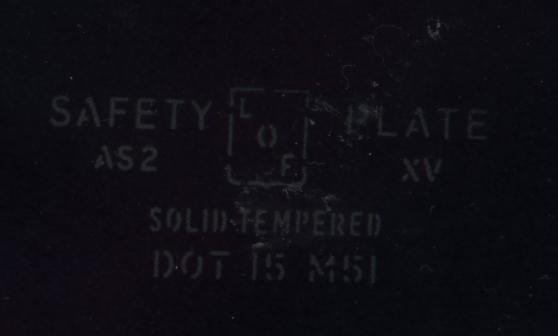 SAFETY L O F PLATE
AS2 XV
SOLID TEMPERED
DOT 15 M51